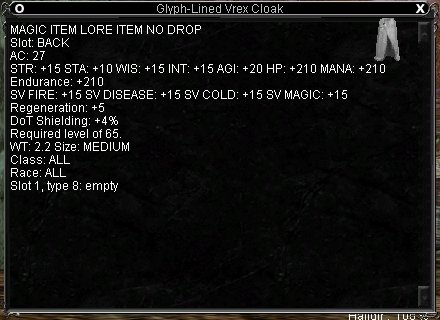 O Glyph-Lined Vrex Cloak X
MAGIC ITEM LORE ITEM NO DROP
Slot: BACK
AC: 27
STR: +15 STA: +10 WIS: +15 INT: +15 AGI: +20 HP: +210 MANA: +210
Endurance: +210
SV FIRE: +15 SV DISEASE: +15 SV COLD: +15 SV MAGIC: +15
Regeneration: +5
DoT Shielding: +4%
Required level of 65.
WT: 2.2 Size: MEDIUM
Class: ALL
Race: ALL
Slot 1, type 8: empty